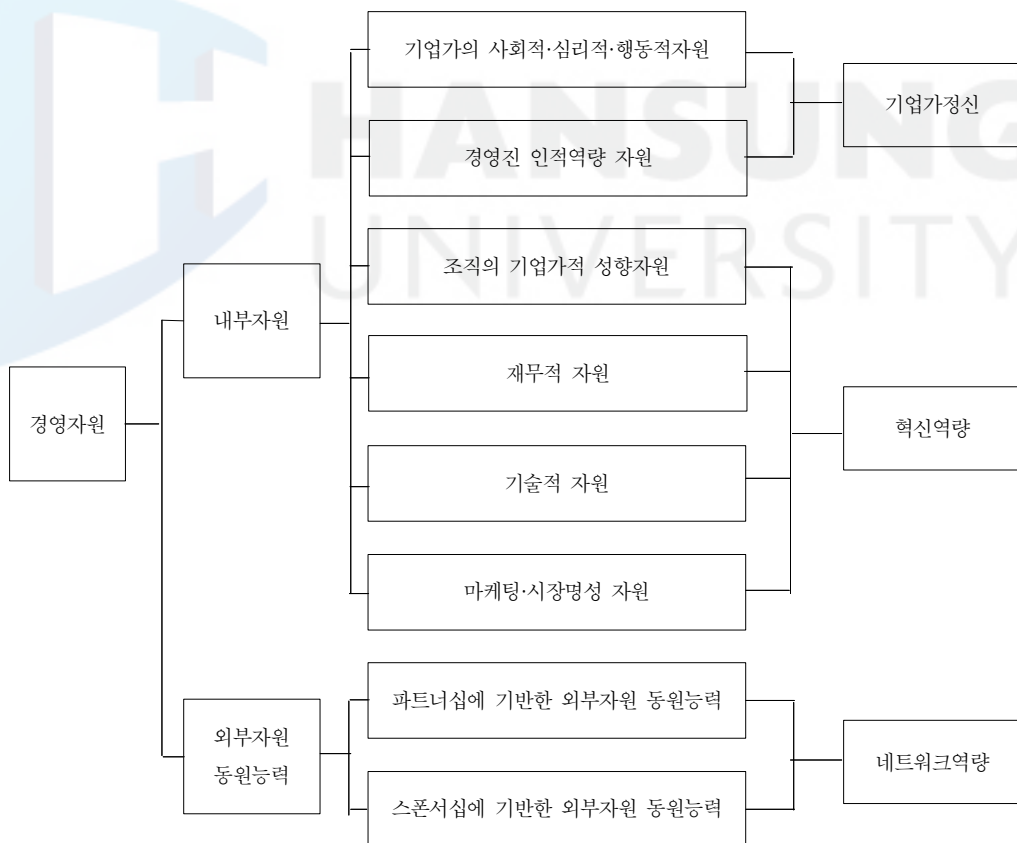 HANSUNG
UNIVERSITY
기업가의 사회적·심리적·행동적자원
기업가정신
경영진 인적역량 자원
조직의 기업가적 성향자원
내부자원
재무적 자원
경영자원
혁신역량
기술적 자원
마케팅·시장명성 자원
파트너십에 기반한 외부자원 동원능력
외부자원
동원능력
네트워크역량
스폰서십에 기반한 외부자원 동원능력